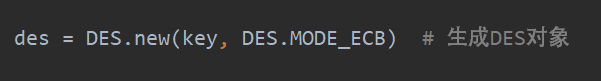 des = DES.new(key, DES.MODE_ECB)  # 生成DES对象